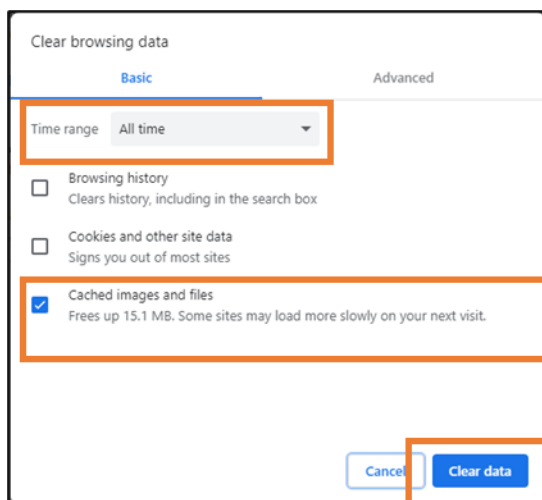 Clear browsing data
Basic Advanced
Time range All time
Browsing history
Clears history, including in the search box
Cookies and other site data
Signs you out of most sites
Cached images and files
Frees up 15.1 MB. Some sites may load more slowly on your next visit.
Cancel Clear data